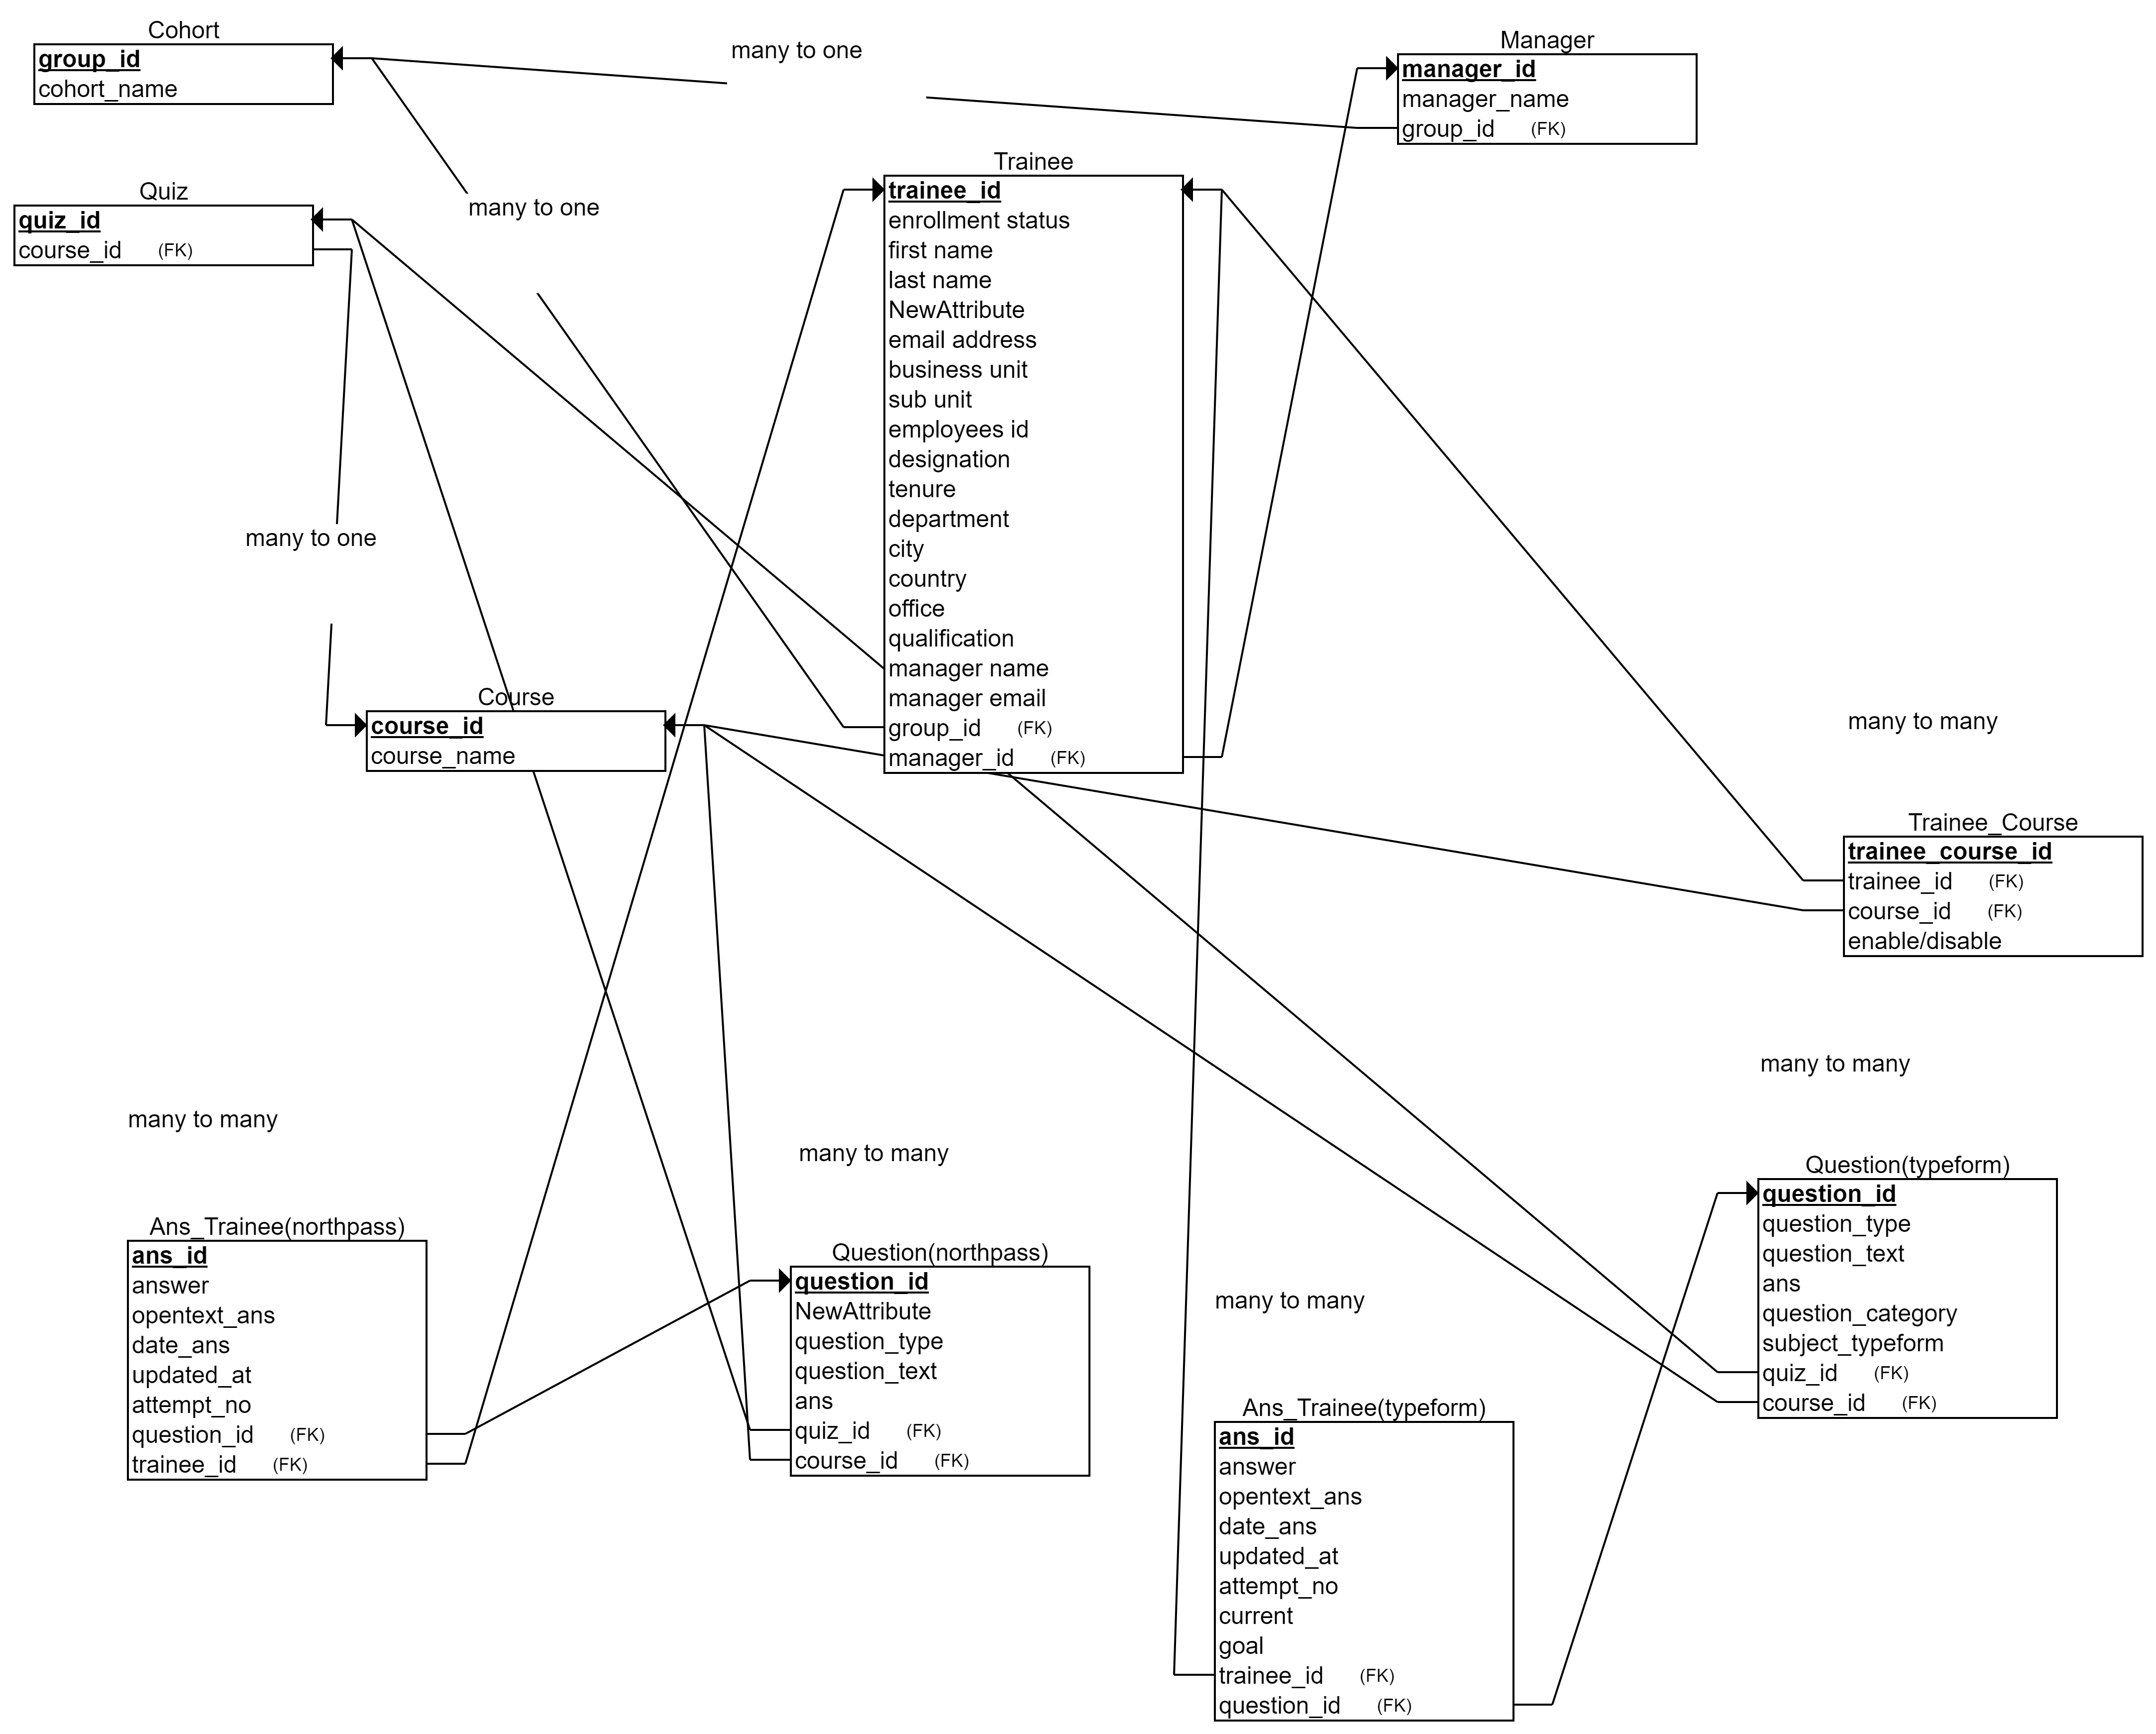 Cohort
group_id
cohort_name
many to one
Manager
manager_id
manager_name
group_id (FK)
Quiz
quiz_id
course_id (FK)
many to one
Trainee
trainee_id
enrollment status
first name
last name
NewAttribute
email address
business unit
sub unit
employees id
designation
tenure
department
city
country
office
qualification
manager name
manager email
group_id (FK)
manager_id (FK)
many to one
Course
course_id
course_name
many to many
Trainee_Course
trainee_course_id
trainee_id (FK)
course_id (FK)
enable/disable
many to many
Ans_Trainee(northpass)
ans_id
answer
opentext_ans
date_ans
updated_at
attempt_no
question_id (FK)
trainee_id (FK)
many to many
Question(northpass)
question_id
NewAttribute
question_type
question_text
ans
quiz_id (FK)
course_id (FK)
many to many
Question(typeform)
question_id
question_type
question_text
ans
question_category
subject_typeform
quiz_id (FK)
course_id (FK)
many to many
Ans_Trainee(typeform)
ans_id
answer
opentext_ans
date_ans
updated_at
attempt_no
current
goal
trainee_id (FK)
question_id (FK)